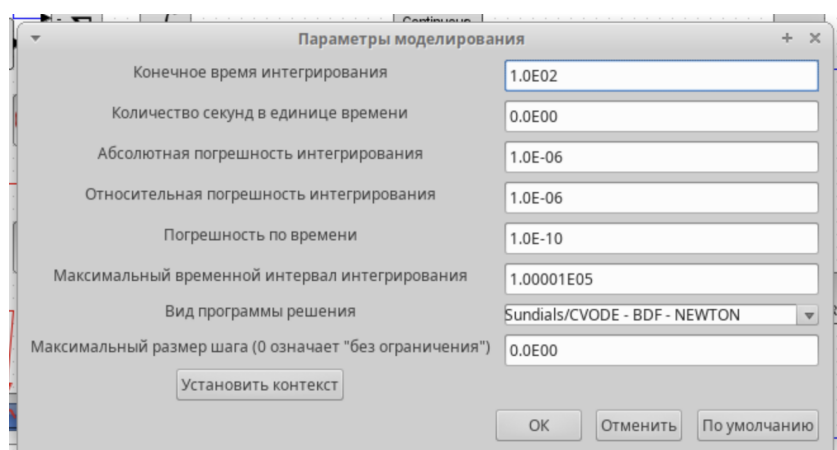 Continuous
Параметры моделирования
Конечное время интегрирования 1.0E02
Количество секунд в единице времени 0.0E00
Абсолютная погрешность интегрирования 1.0E-06
Относительная погрешность интегрирования 1.0E-06
Погрешность по времени 1.0E-10
Максимальный временной интервал интегрирования 1.00001E05
Вид программы решения Sundials/CVODE - BDF - NEWTON
Максимальный размер шага (0 означает "без ограничения") 0.0E00
Установить контекст
ОК Отменить По умолчанию